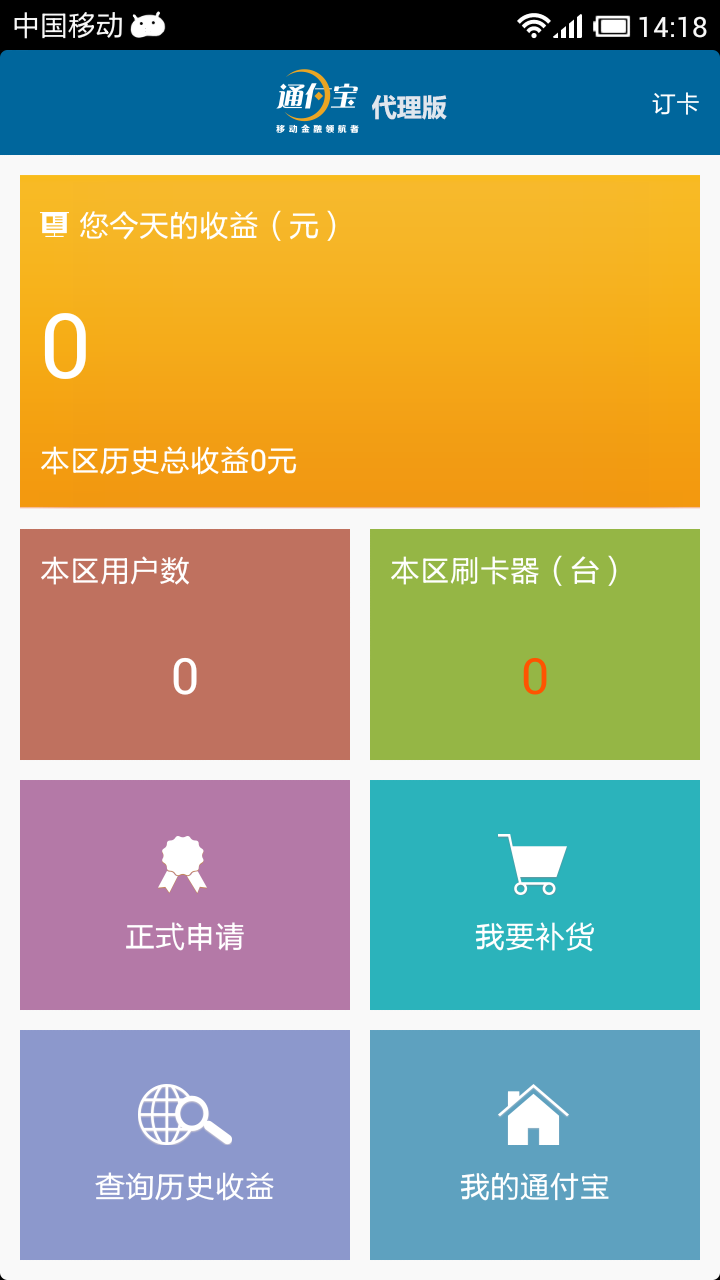 中国移动 14:18
通付宝 代理版 订卡
移动金融领航者
您今天的收益（元）
0
本区历史总收益0元
本区用户数 本区刷卡器（台）
0 0
正式申请 我要补货
查询历史收益 我的通付宝